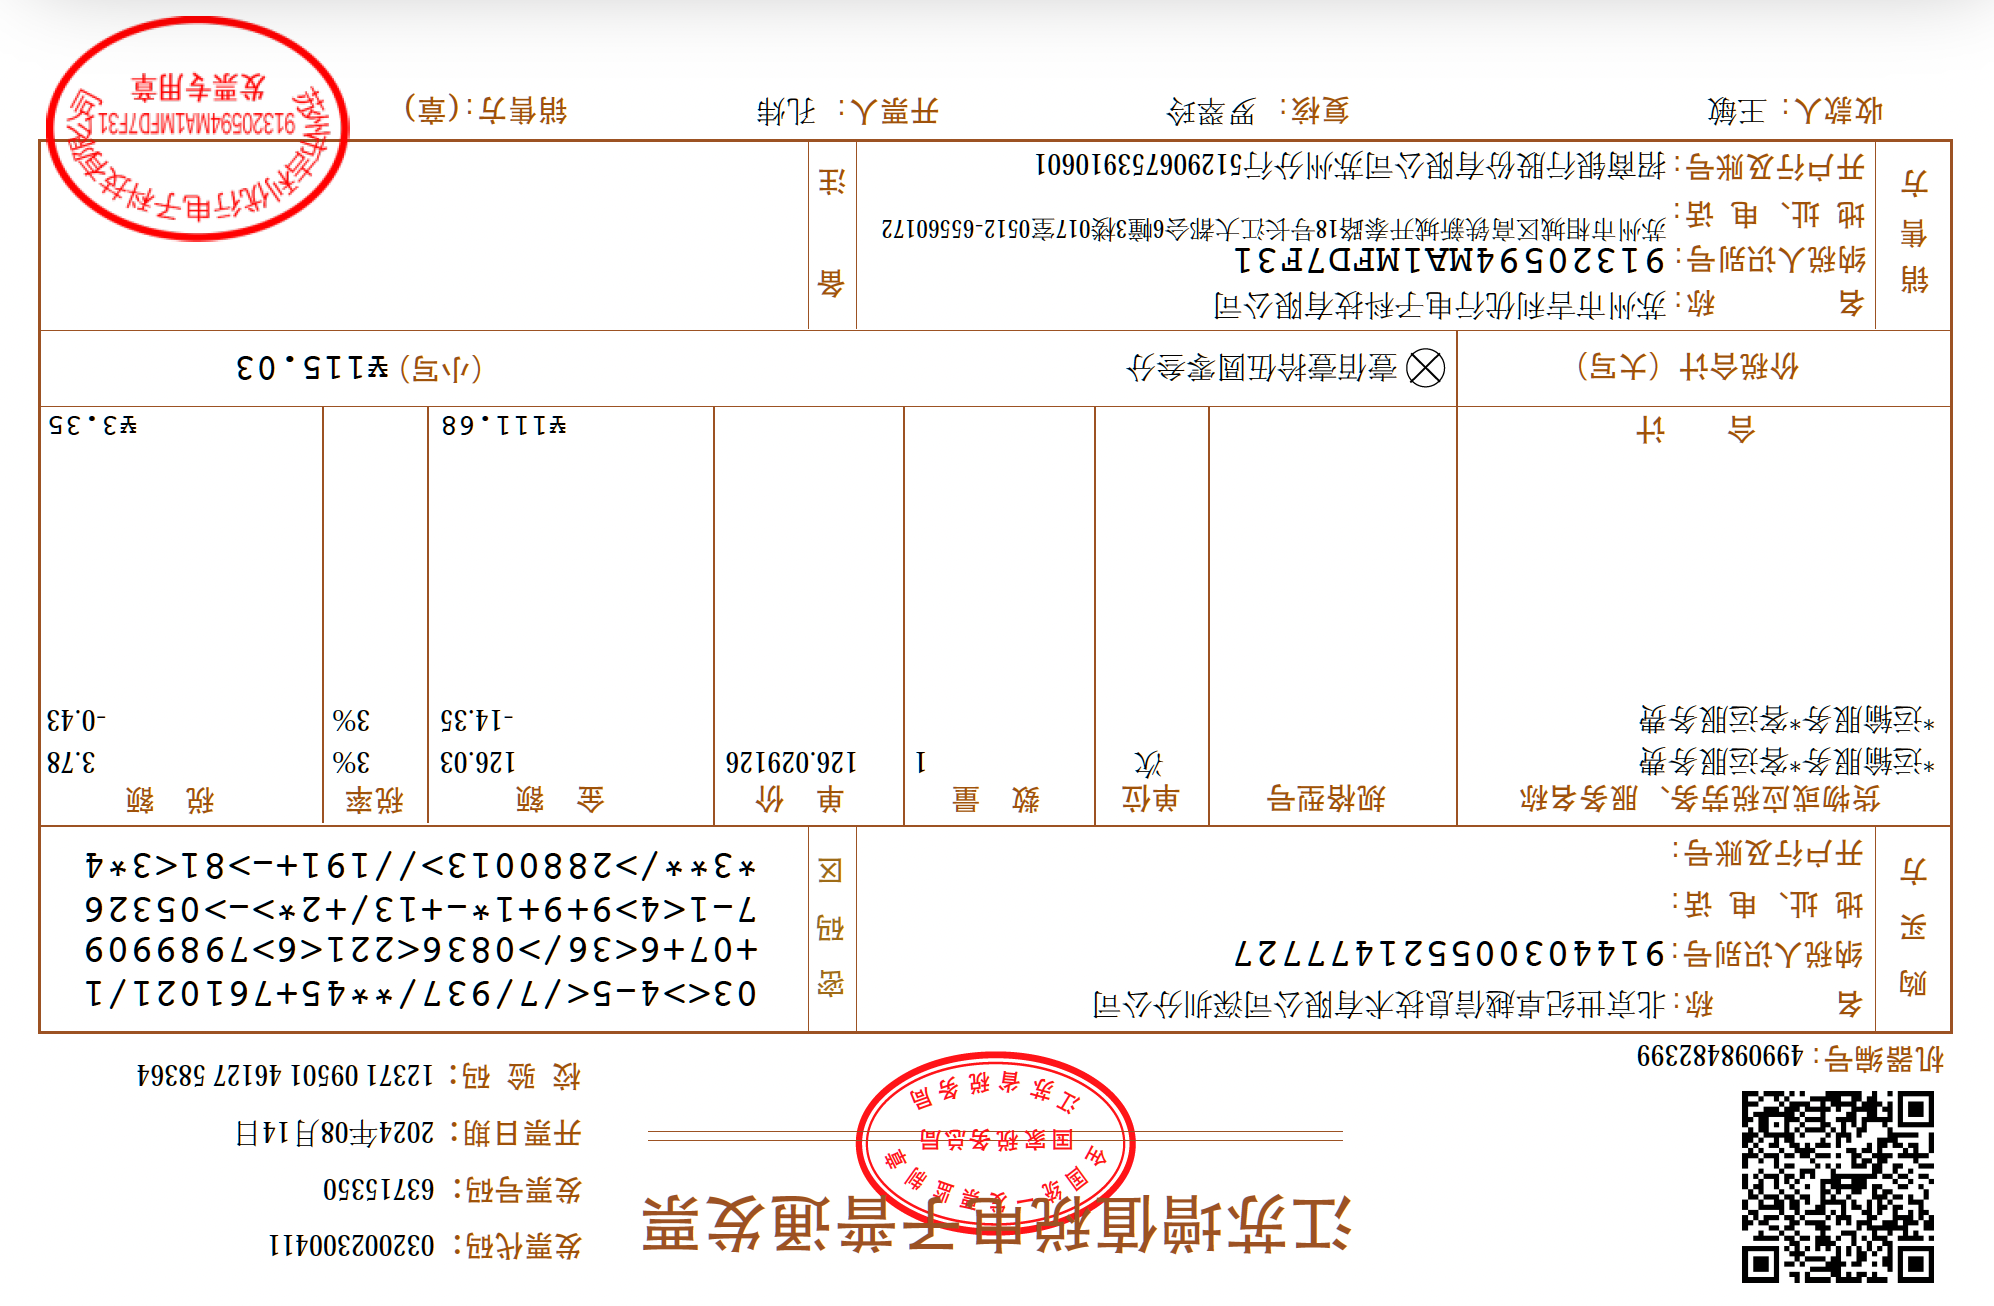 江苏增值税电子普通发票
全国统一发票监制章
国家税务总局
江苏省税务局
发票代码：032002300411
发票号码：63715350
开票日期：2024年08月14日
校 验 码：12371 09501 46127 58364
机器编号：499098482399
购买方
名 称：北京世纪卓越信息技术有限公司深圳分公司
纳税人识别号：914403005521477727
地 址、电 话：
开户行及账号：
密码区
03<>4-5</7/937/**45+761021/1
+07+6<36/>0836<221<6>7989909
7-1<4>9+9+1*-+13/+2*>->05326
*3**/>2880013>//191+->81<3*4
货物或应税劳务、服务名称 规格型号 单位 数 量 单 价 金 额 税率 税 额
*运输服务*客运服务费 次 1 126.029126 126.03 3% 3.78
*运输服务*客运服务费 -14.35 3% -0.43
合 计 ¥111.68 ¥3.35
价税合计（大写） 壹佰壹拾伍圆零叁分 （小写）¥115.03
销售方
名 称：苏州市吉利优行电子科技有限公司
纳税人识别号：91320594MA1MFD7F31
地 址、电 话：苏州市相城区高铁新城开泰路18号长江大都会6幢3楼017室0512-65560172
开户行及账号：招商银行股份有限公司苏州分行512906753910601
备注
收款人：王敏 复核：罗翠玲 开票人：孔炜 销售方：(章)
苏州市吉利优行电子科技有限公司
91320594MA1MFD7F31
发票专用章